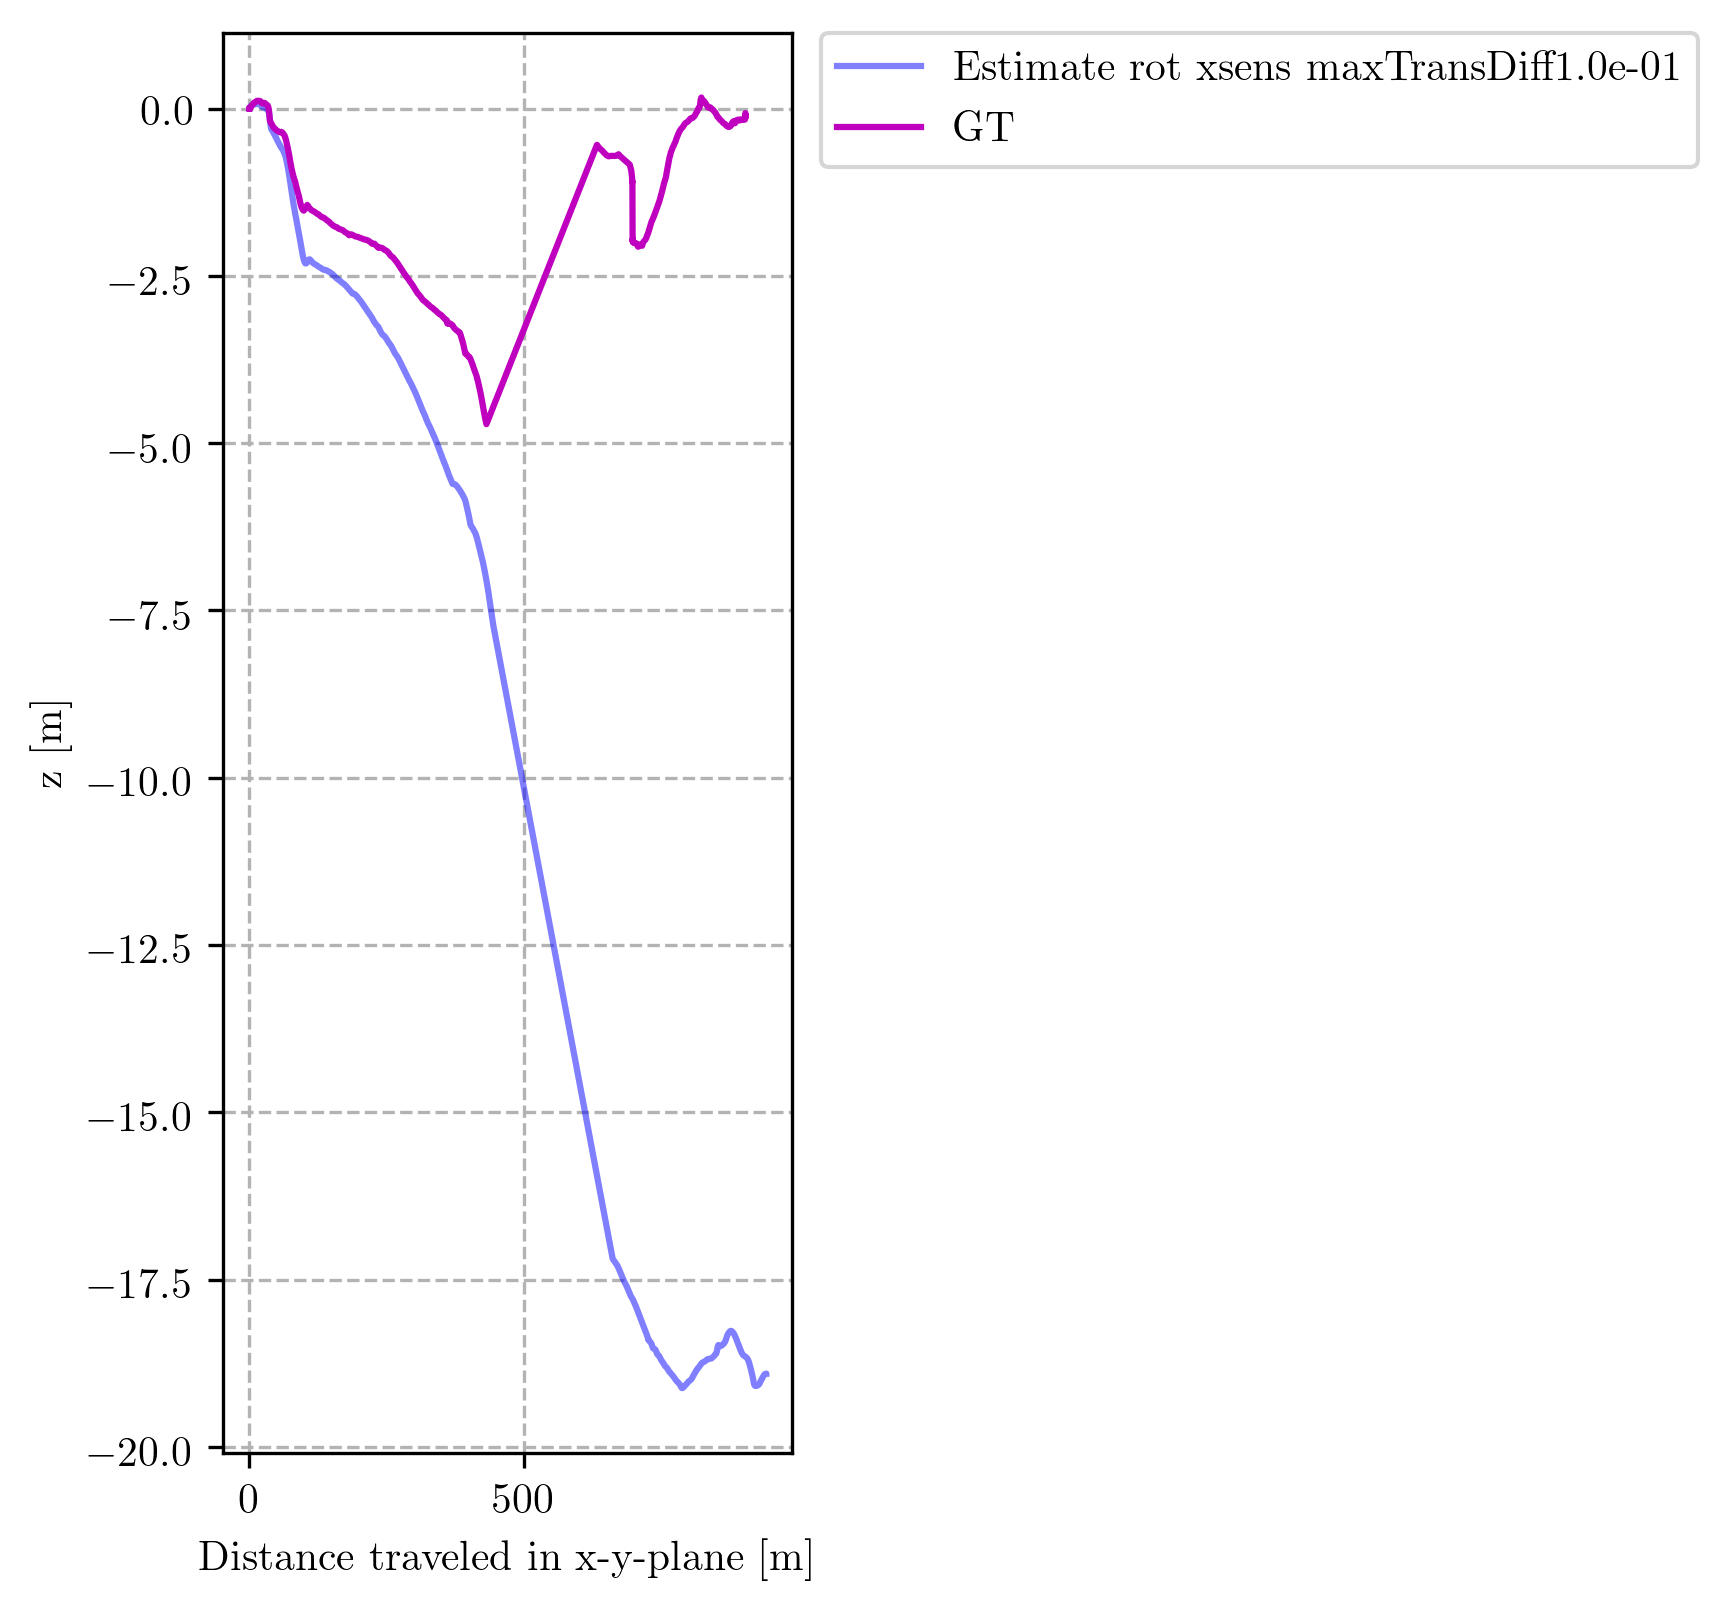 Estimate rot xsens maxTransDiff1.0e-01
GT
0.0
−2.5
−5.0
−7.5
−10.0
−12.5
−15.0
−17.5
−20.0
z [m]
0 500
Distance traveled in x-y-plane [m]